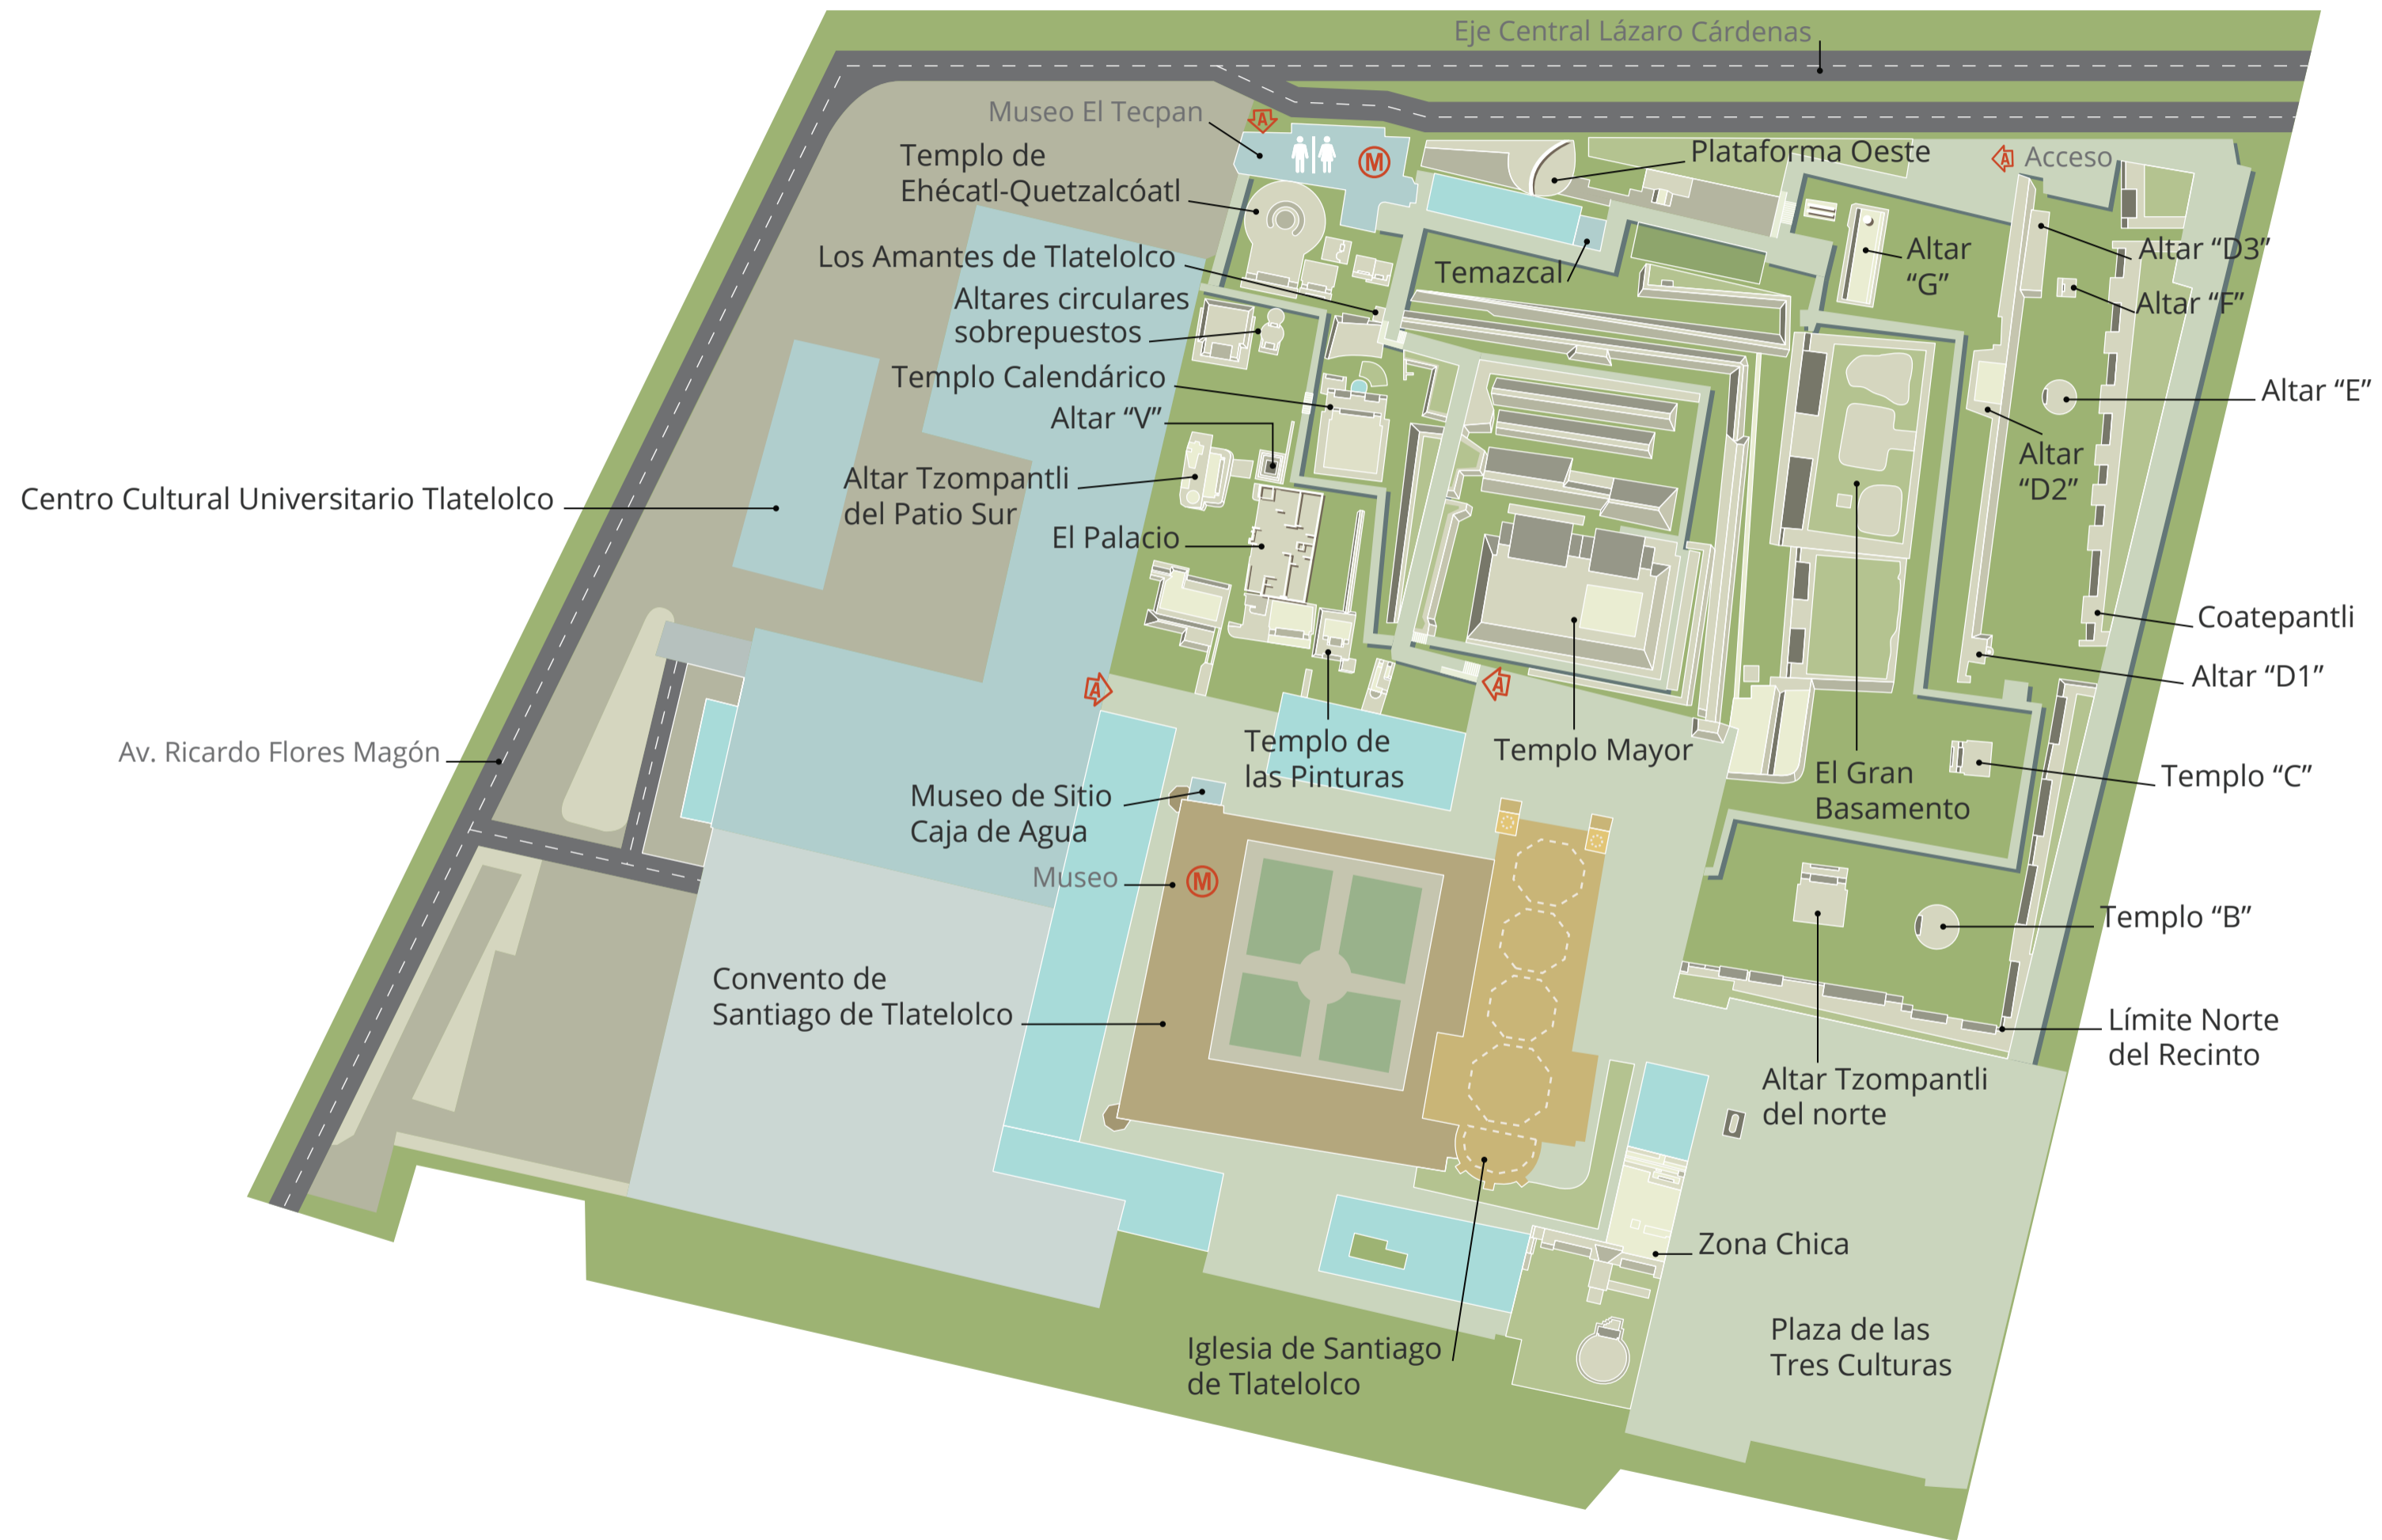 Eje Central Lázaro Cárdenas
Museo El Tecpan
A
M
Templo de
Ehécatl-Quetzalcóatl
Plataforma Oeste
A
Acceso
Los Amantes de Tlatelolco
Temazcal
Altar
“G”
Altar “D3”
Altar “F”
Altares circulares
sobrepuestos
Templo Calendárico
Altar “V”
Altar “E”
Altar
“D2”
Altar Tzompantli
del Patio Sur
Centro Cultural Universitario Tlatelolco
El Palacio
Coatepantli
Altar “D1”
A
A
Av. Ricardo Flores Magón
Templo de
las Pinturas
Templo Mayor
El Gran
Basamento
Templo “C”
Museo de Sitio
Caja de Agua
Museo
M
Templo “B”
Convento de
Santiago de Tlatelolco
Límite Norte
del Recinto
Altar Tzompantli
del norte
Zona Chica
Iglesia de Santiago
de Tlatelolco
Plaza de las
Tres Culturas